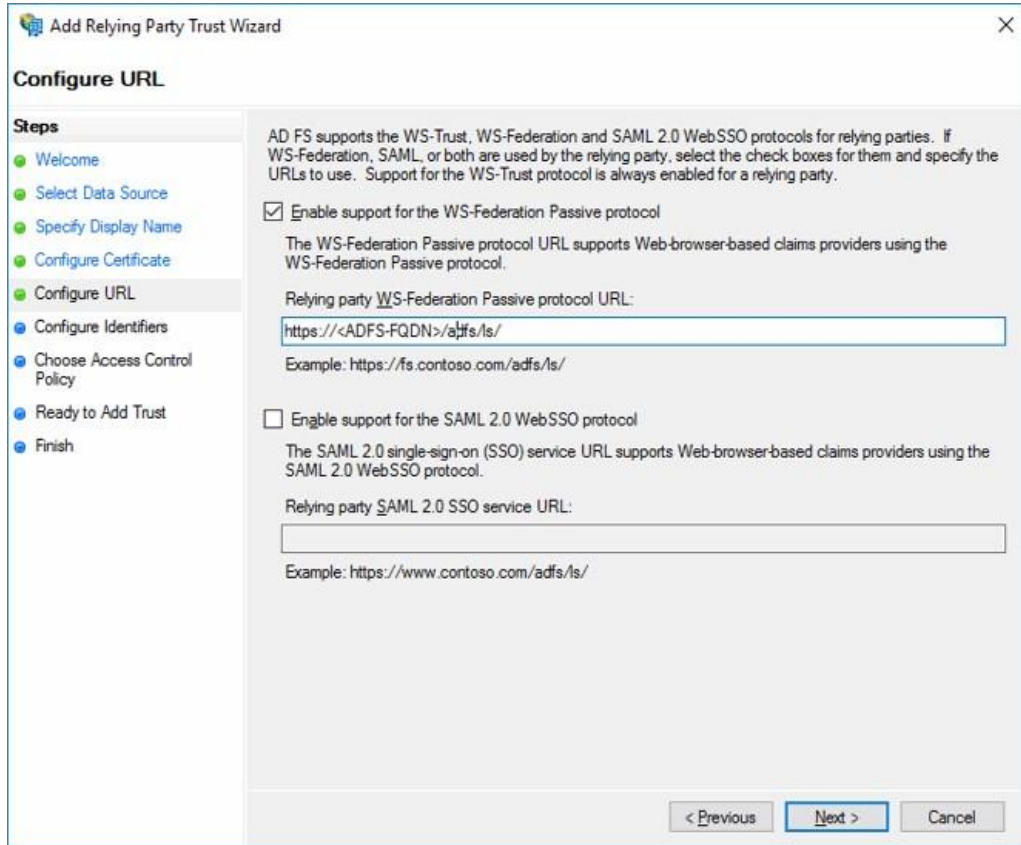 Add Relying Party Trust Wizard
Configure URL
Steps
Welcome
Select Data Source
Specify Display Name
Configure Certificate
Configure URL
Configure Identifiers
Choose Access Control
Policy
Ready to Add Trust
Finish
AD FS supports the WS-Trust, WS-Federation and SAML 2.0 WebSSO protocols for relying parties. If
WS-Federation, SAML, or both are used by the relying party, select the check boxes for them and specify the
URLs to use. Support for the WS-Trust protocol is always enabled for a relying party.
Enable support for the WS-Federation Passive protocol
The WS-Federation Passive protocol URL supports Web-browser-based claims providers using the
WS-Federation Passive protocol.
Relying party WS-Federation Passive protocol URL:
https://<ADFS-FQDN>/adfs/ls/
Example: https://fs.contoso.com/adfs/ls/
Enable support for the SAML 2.0 WebSSO protocol
The SAML 2.0 single-sign-on (SSO) service URL supports Web-browser-based claims providers using the
SAML 2.0 WebSSO protocol.
Relying party SAML 2.0 SSO service URL:
Example: https://www.contoso.com/adfs/ls/
< Previous
Next >
Cancel